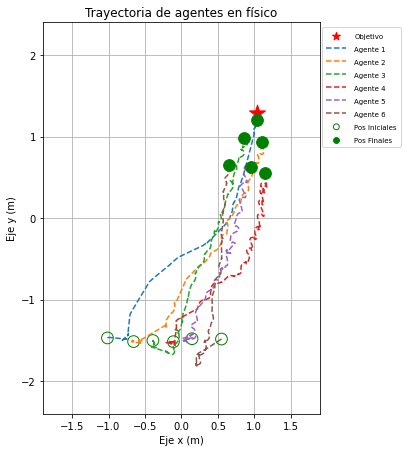 Trayectoria de agentes en físico
Objetivo
Agente 1
Agente 2
Agente 3
Agente 4
Agente 5
Agente 6
Pos Iniciales
Pos Finales
2
1
0
−1
−2
Eje y (m)
−1.5 −1.0 −0.5 0.0 0.5 1.0 1.5
Eje x (m)